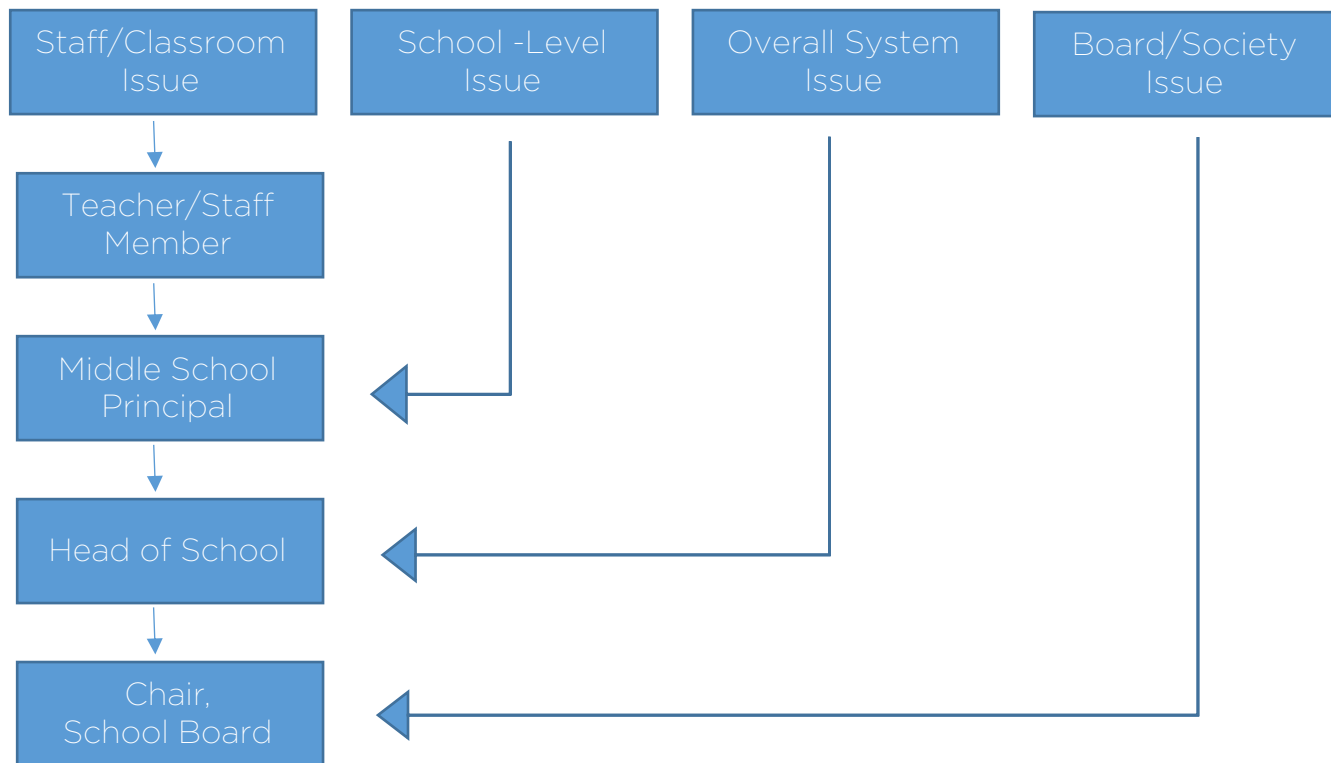 Staff/Classroom
Issue
School -Level
Issue
Overall System
Issue
Board/Society
Issue
Teacher/Staff
Member
Middle School
Principal
Head of School
Chair,
School Board